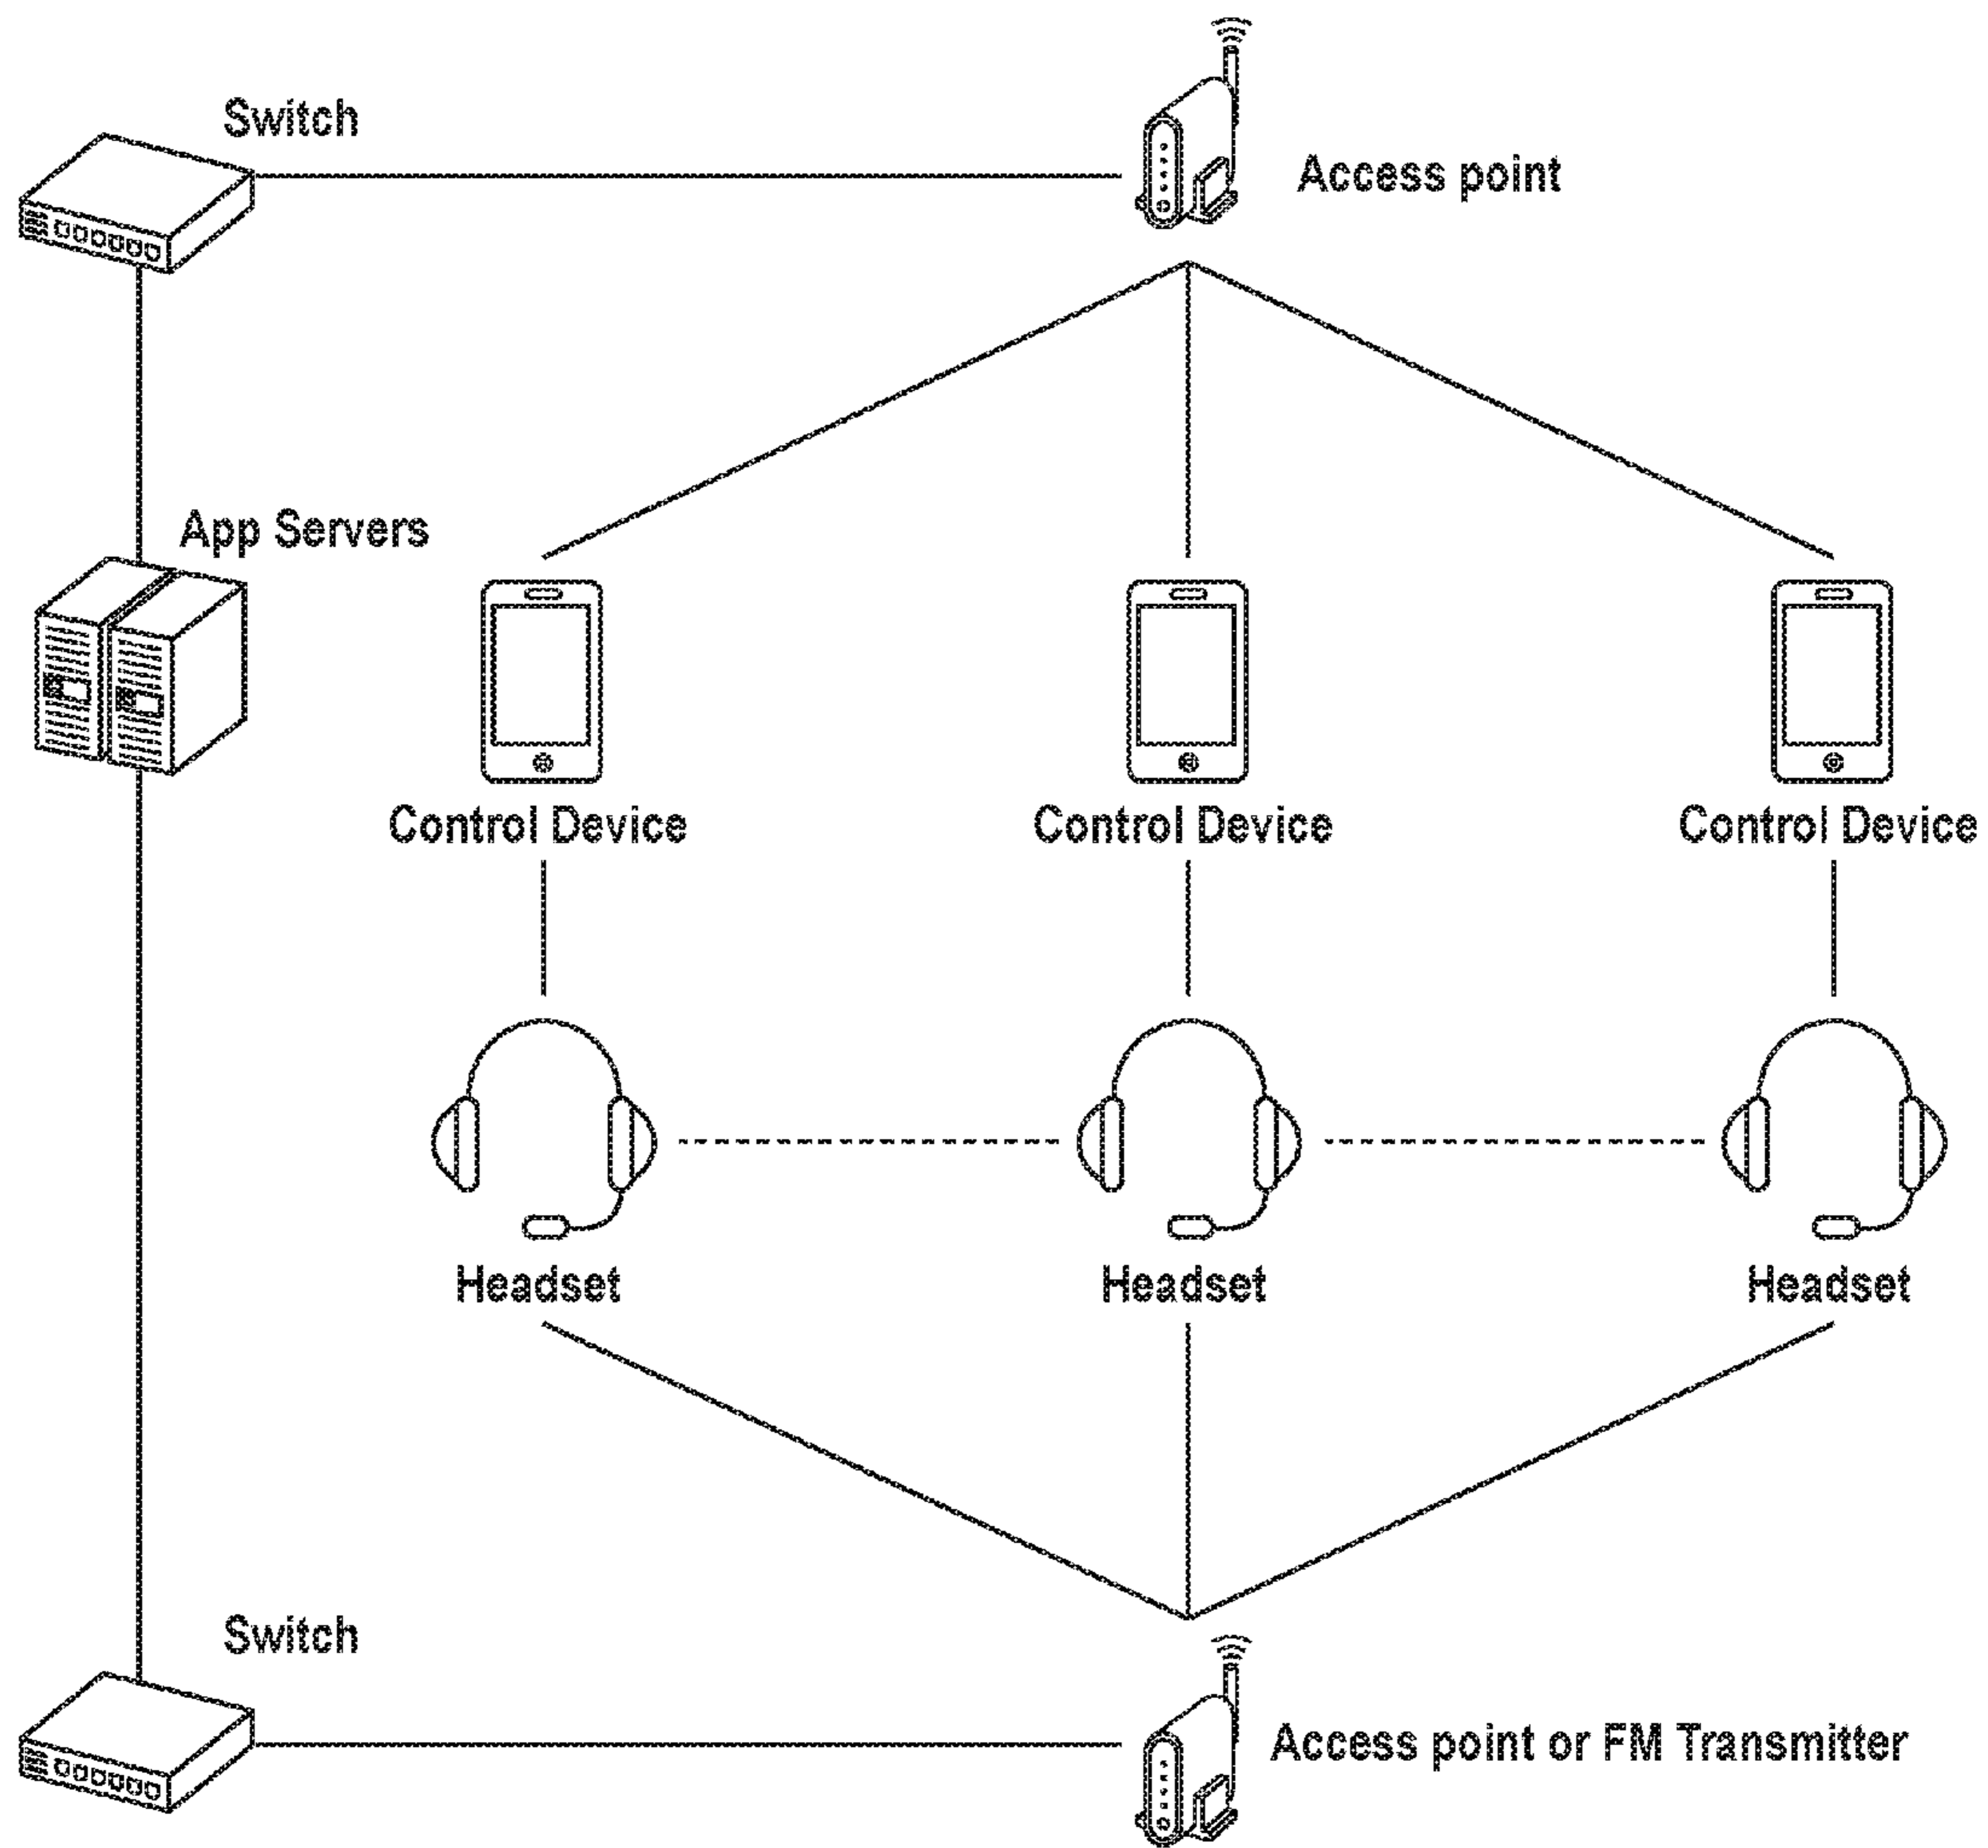 Switch
Access point
App Servers
Control Device
Control Device
Control Device
Headset
Headset
Headset
Switch
Access point or FM Transmitter